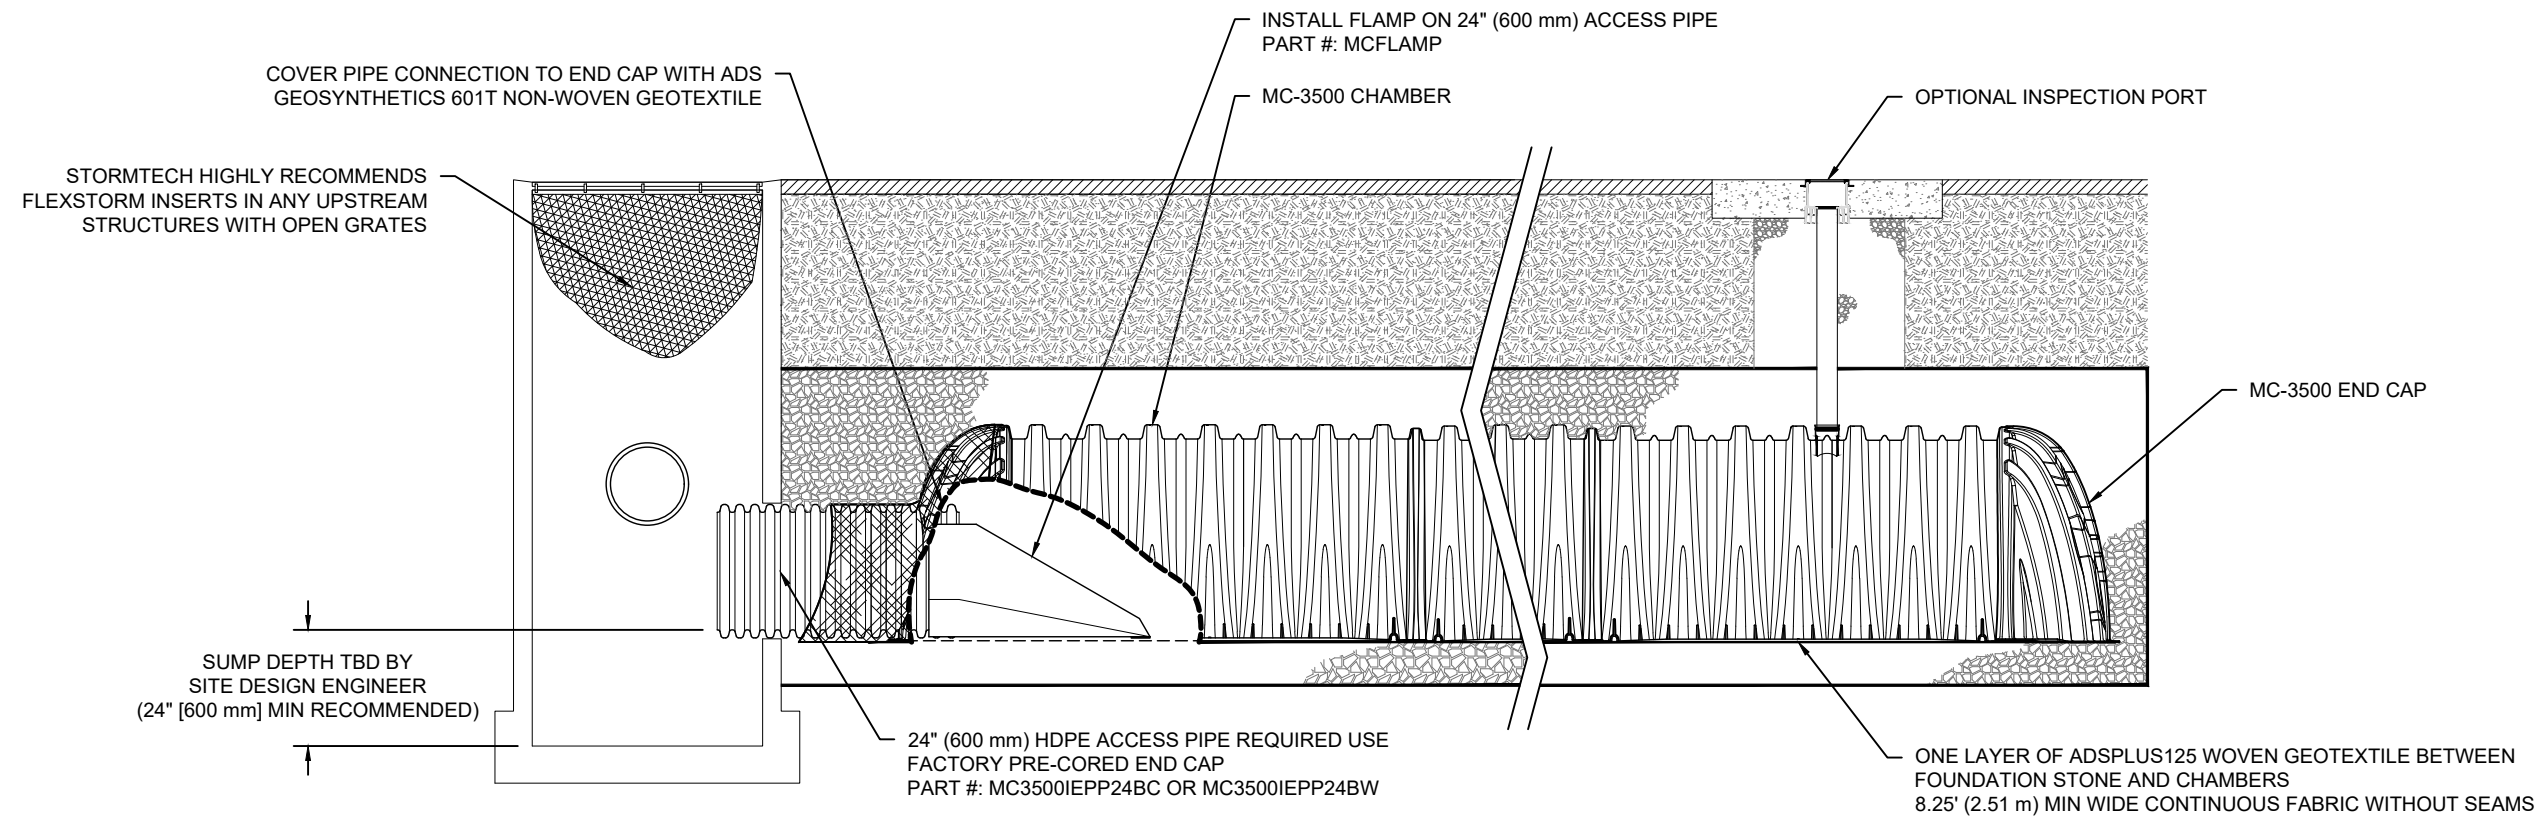 INSTALL FLAMP ON 24" (600 mm) ACCESS PIPE
PART #: MCFLAMP
COVER PIPE CONNECTION TO END CAP WITH ADS
GEOSYNTHETICS 601T NON-WOVEN GEOTEXTILE
MC-3500 CHAMBER
OPTIONAL INSPECTION PORT
STORMTECH HIGHLY RECOMMENDS
FLEXSTORM INSERTS IN ANY UPSTREAM
STRUCTURES WITH OPEN GRATES
MC-3500 END CAP
SUMP DEPTH TBD BY
SITE DESIGN ENGINEER
(24" [600 mm] MIN RECOMMENDED)
24" (600 mm) HDPE ACCESS PIPE REQUIRED USE
FACTORY PRE-CORED END CAP
PART #: MC3500IEPP24BC OR MC3500IEPP24BW
ONE LAYER OF ADSPLUS125 WOVEN GEOTEXTILE BETWEEN
FOUNDATION STONE AND CHAMBERS
8.25' (2.51 m) MIN WIDE CONTINUOUS FABRIC WITHOUT SEAMS